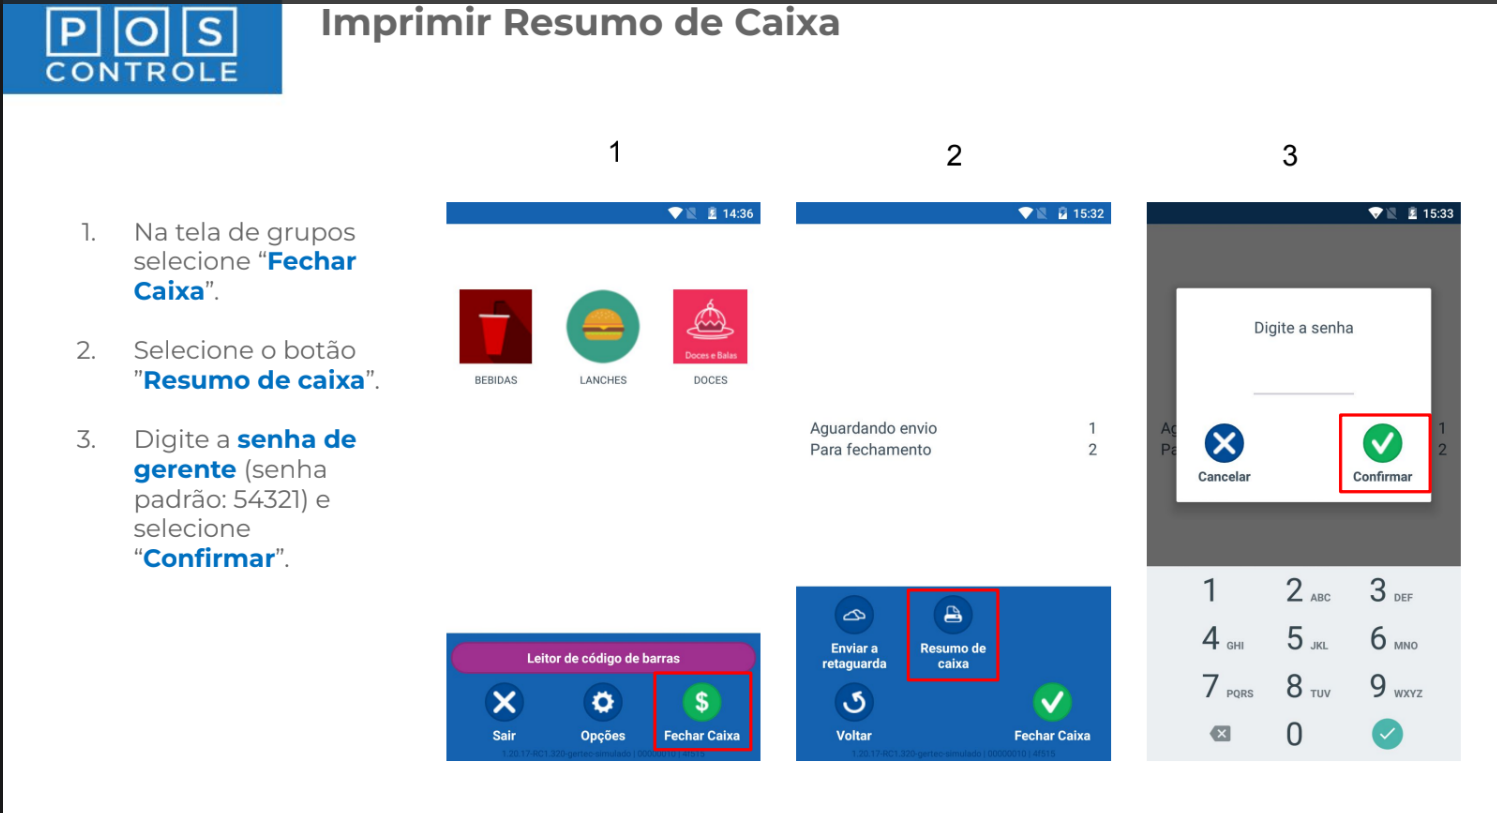 POS
CONTROLE
Imprimir Resumo de Caixa
1. Na tela de grupos
selecione “Fechar
Caixa”.
2. Selecione o botão
”Resumo de caixa”.
3. Digite a senha de
gerente (senha
padrão: 54321) e
selecione
“Confirmar”.
1
14:36
BEBIDAS
LANCHES
Doces e Balas
DOCES
Leitor de código de barras
$
Sair
Opções
Fechar Caixa
2
15:32
Aguardando envio 1
Para fechamento 2
Enviar a
retaguarda
Resumo de
caixa
Voltar
Fechar Caixa
3
15:33
Digite a senha
Ag 1
Pa 2
Cancelar
Confirmar
1
2 ABC
3 DEF
4 GHI
5 JKL
6 MNO
7 PQRS
8 TUV
9 WXYZ
0